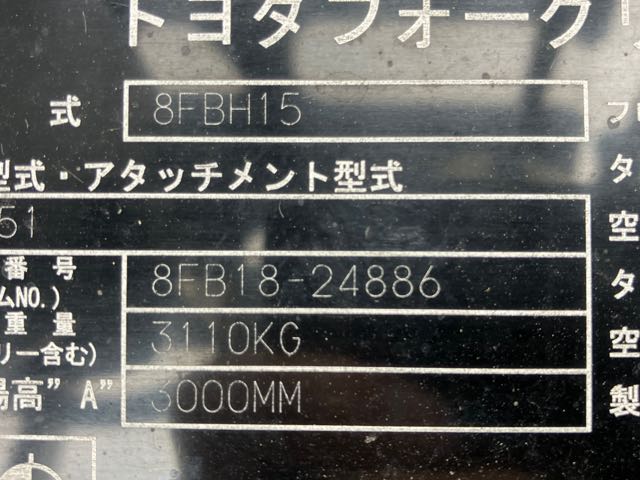 トヨタフォーク
式 8FBH15
型式・アタッチメント型式
51
番号 8FB18-24886
ムNO.)
重量 3110KG
リー含む)
揚高"A" 3000MM
タ
空
タ
空
製